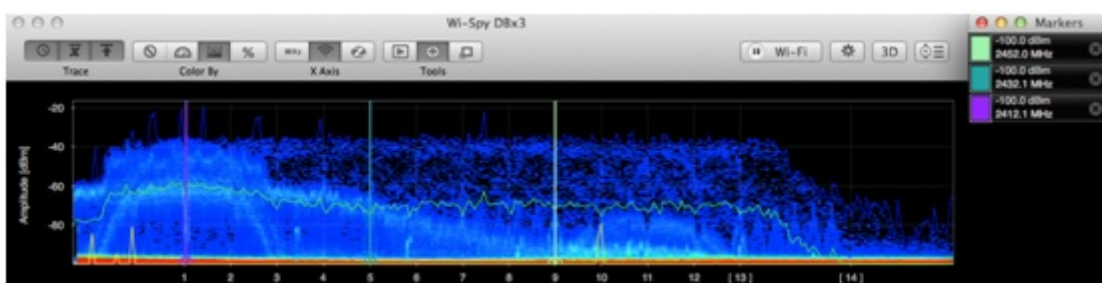 Wi-Spy DBx3
Markers
MHz
%
Wi-Fi
3D
Trace
Color By
X Axis
Tools
-100.0 dBm
2452.0 MHz
-100.0 dBm
2432.1 MHz
-100.0 dBm
2412.1 MHz
Amplitude [dBm]
-20
-40
-60
-80
1 2 3 4 5 6 7 8 9 10 11 12 [ 13 ] [ 14 ]